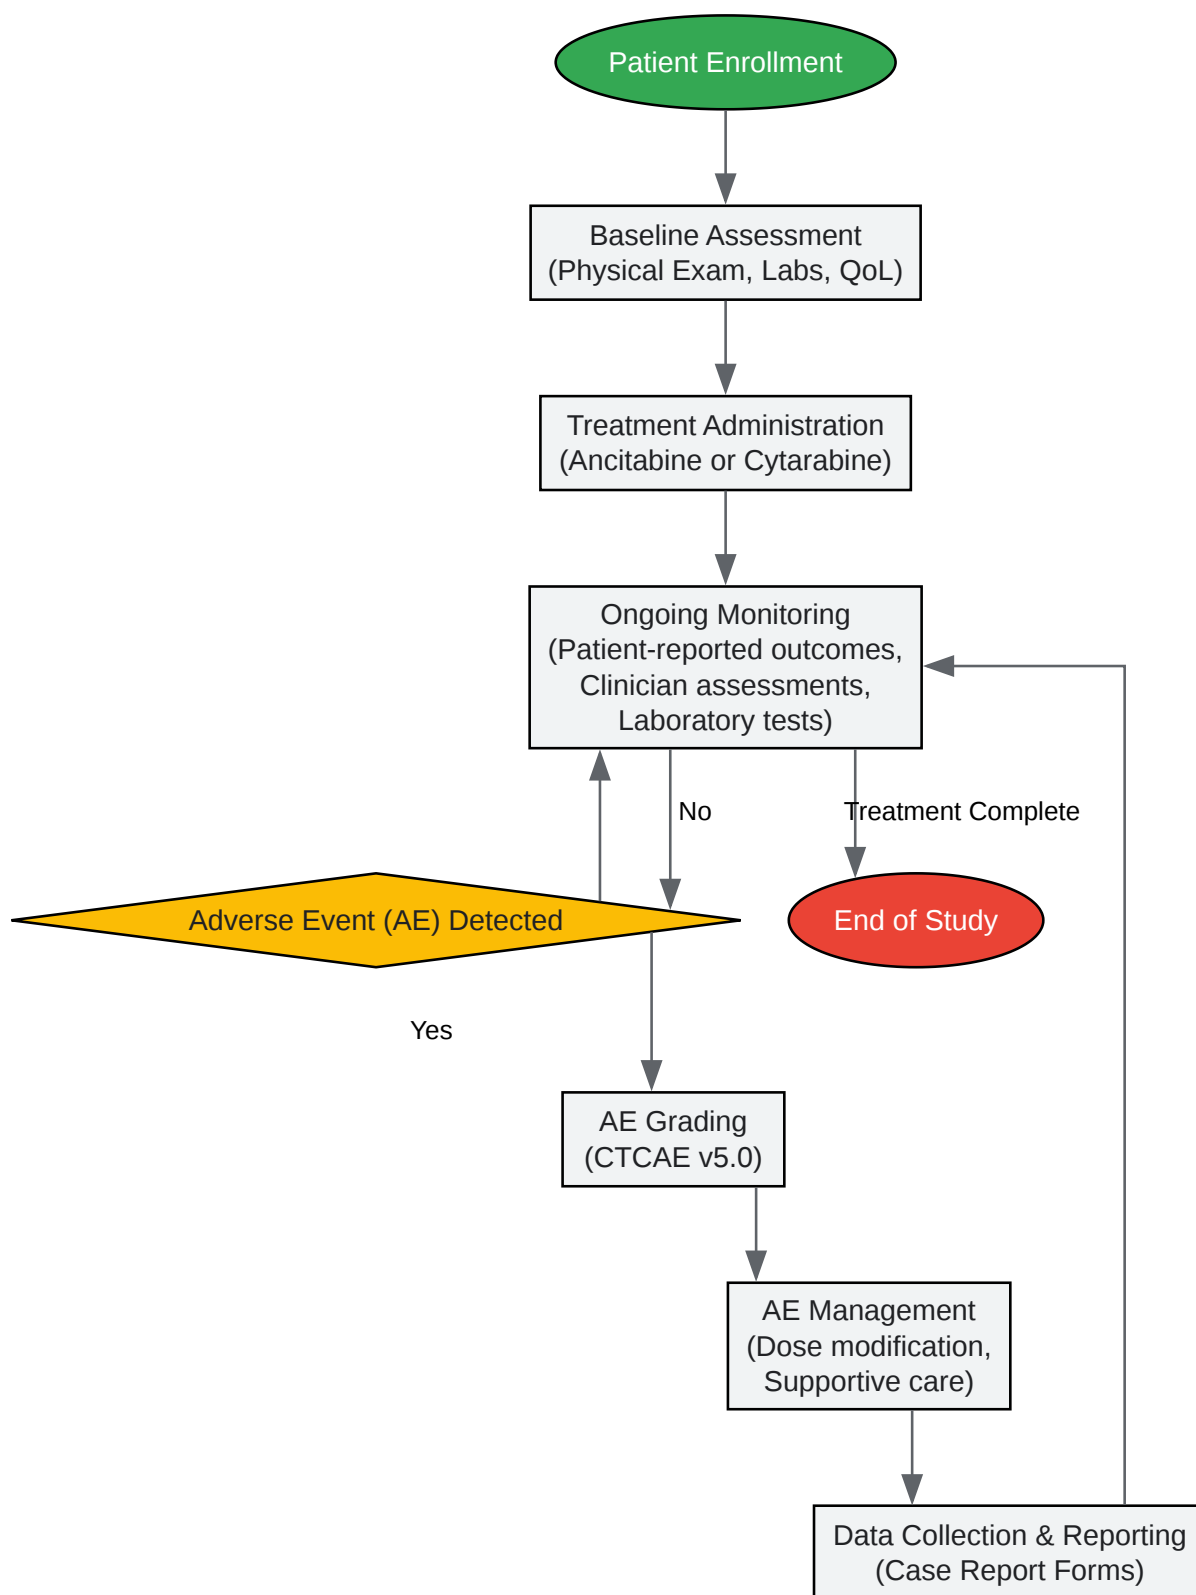 Patient Enrollment
Baseline Assessment
(Physical Exam, Labs, QoL)
Treatment Administration
(Ancitabine or Cytarabine)
Ongoing Monitoring
(Patient-reported outcomes,
Clinician assessments,
Laboratory tests)
No
Treatment Complete
Adverse Event (AE) Detected
End of Study
Yes
AE Grading
(CTCAE v5.0)
AE Management
(Dose modification,
Supportive care)
Data Collection & Reporting
(Case Report Forms)